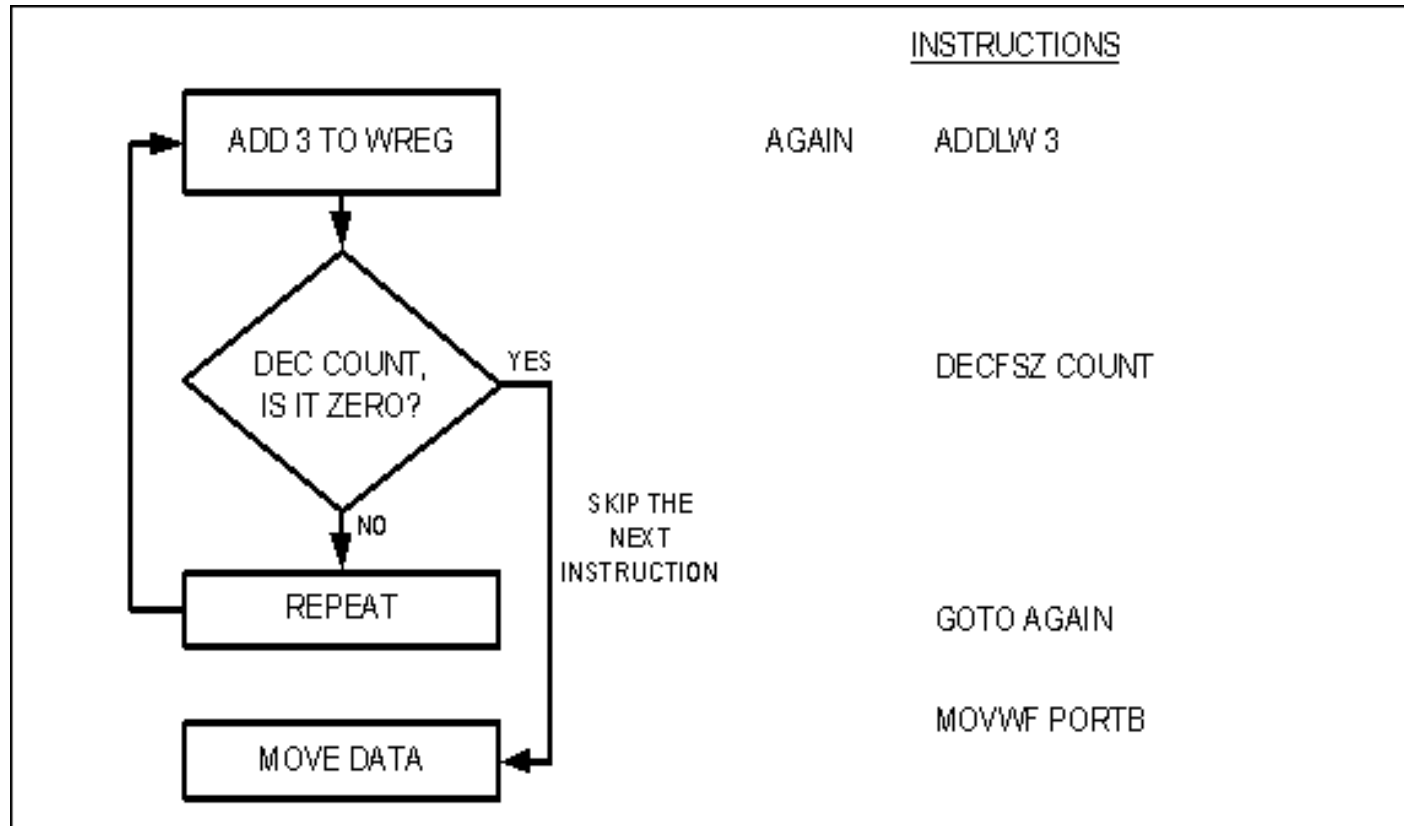 INSTRUCTIONS
ADD 3 TO WREG
AGAIN ADDLW 3
DEC COUNT,
IS IT ZERO?
YES
DECFSZ COUNT
NO
SKIP THE
NEXT
INSTRUCTION
REPEAT
GOTO AGAIN
MOVWF PORTB
MOVE DATA